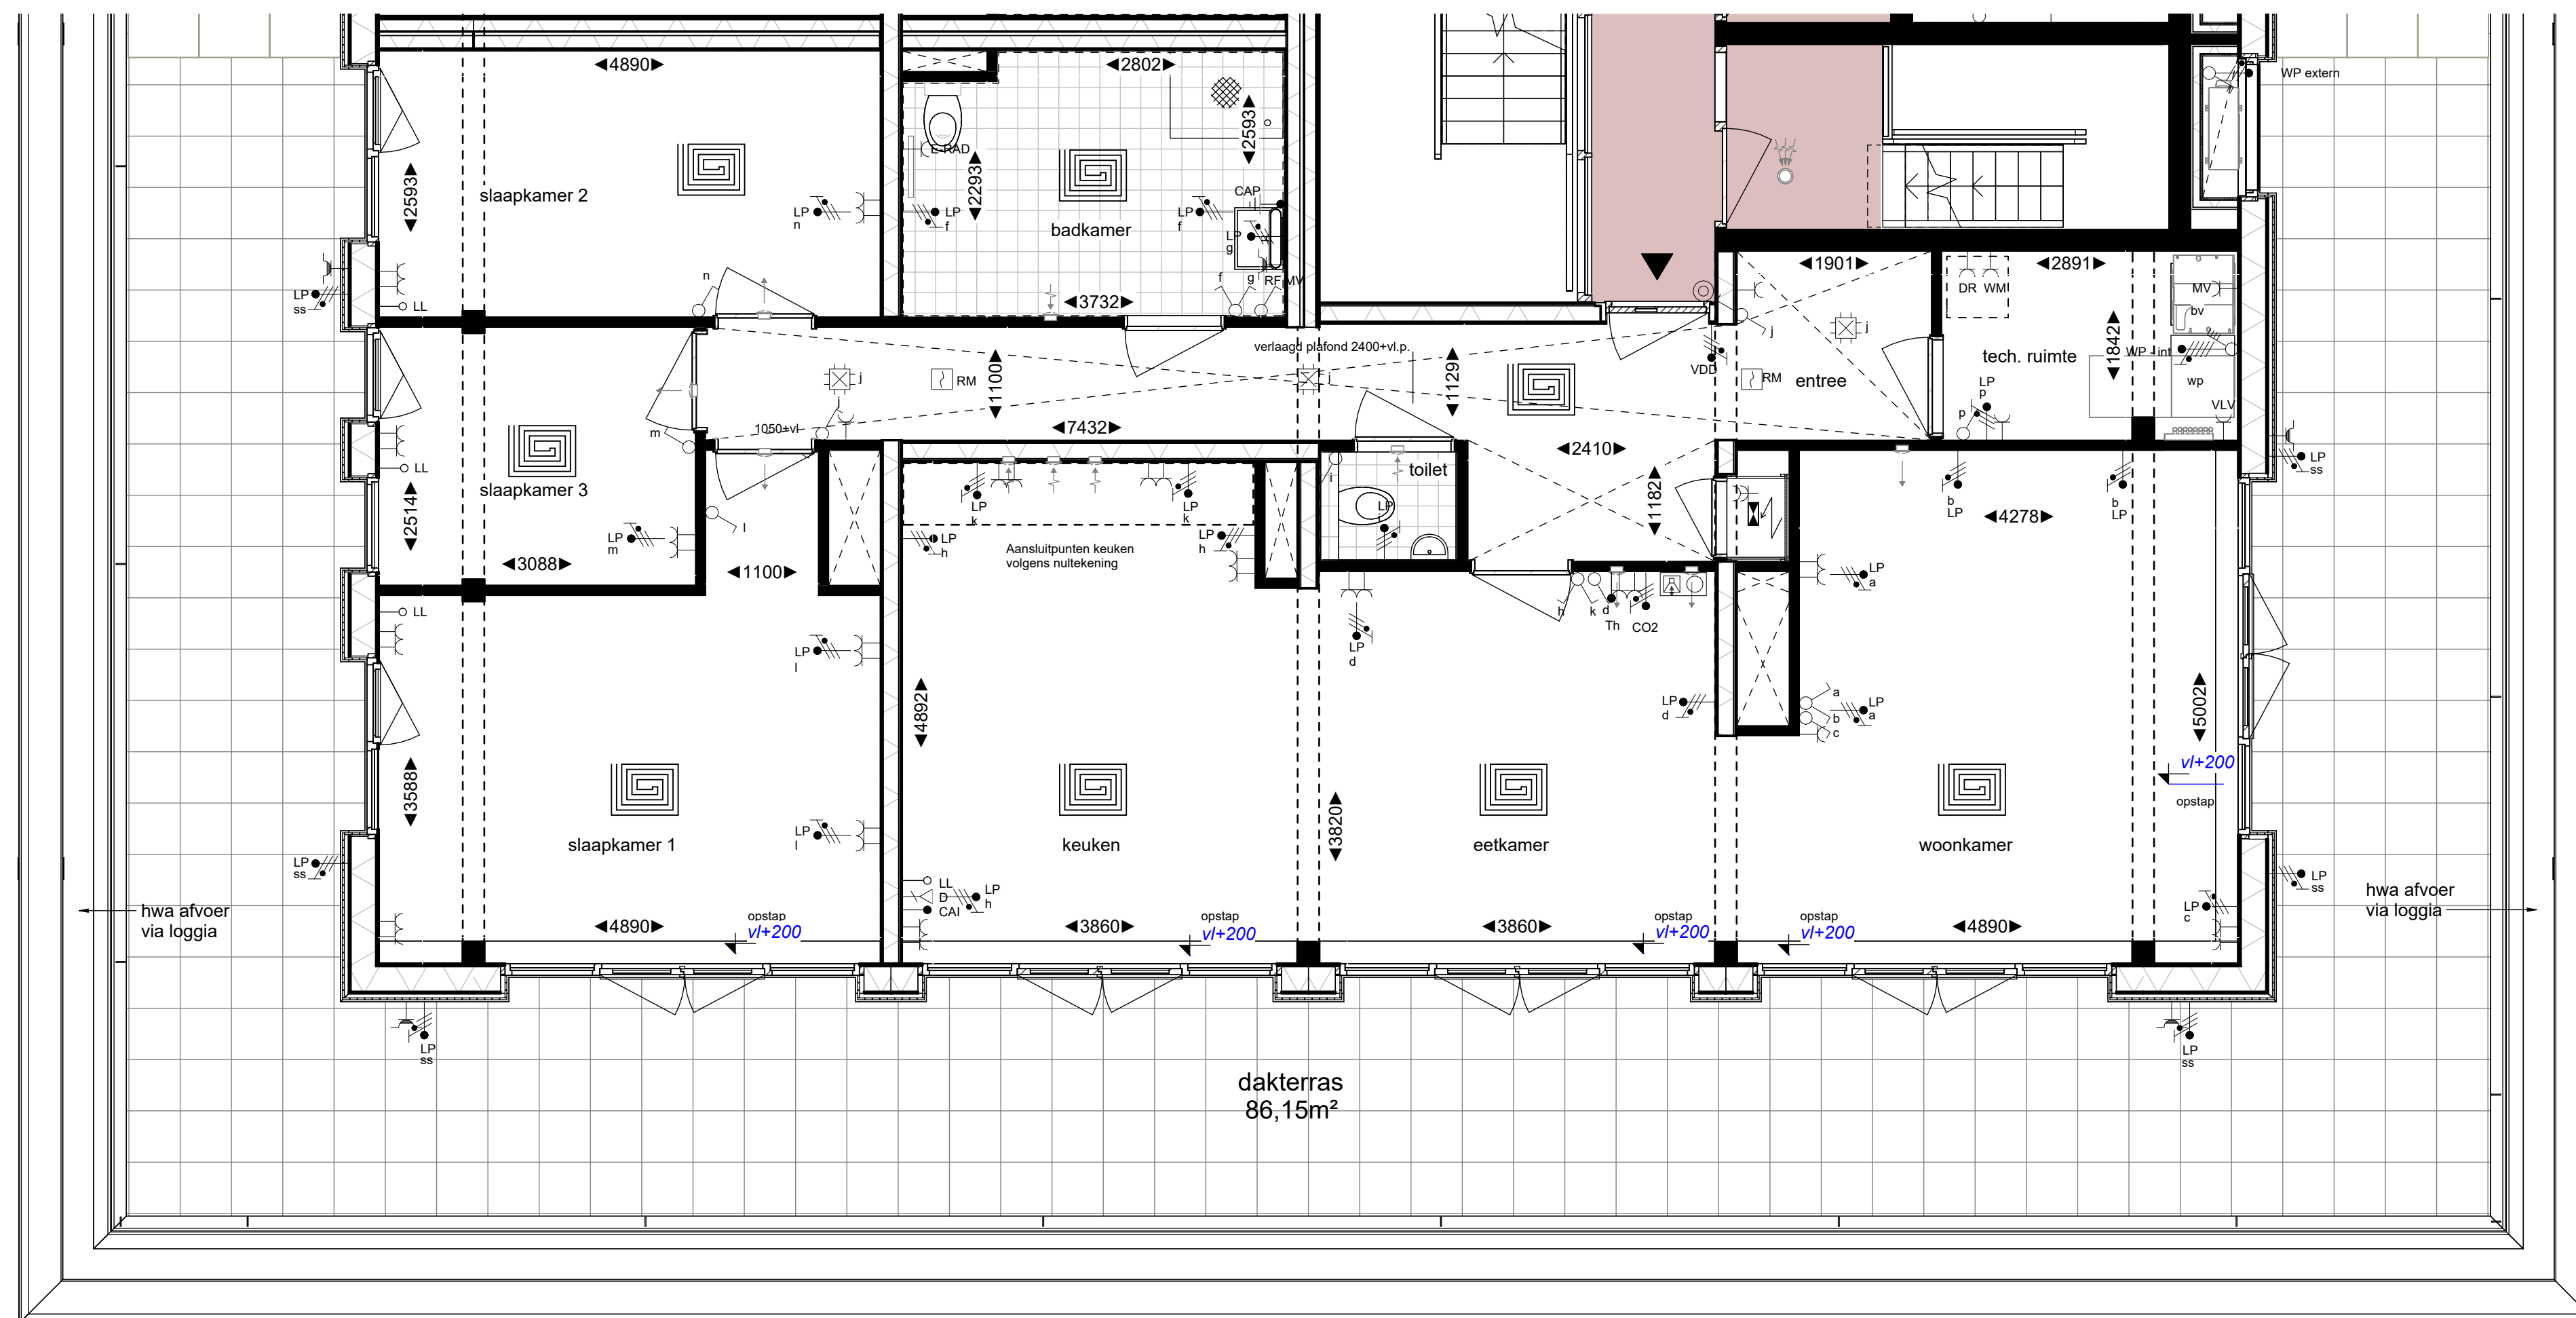 4890
2802
WP extern
2593
slaapkamer 2
2593
E-RAD
2293
CAP
LP
n
LP
f
LP
f
LP
g
badkamer
1901
2891
DR WM
MV
bv
n
f
g
RF
MV
3732
LP
ss
LL
j
verlaagd plafond 2400+vl.p.
1100
1129
j
RM
j
VDD
RM
entree
j
tech. ruimte
1842
WP - int
wp
LP
p
p
VLV
m
1050+vl
j
7432
2410
LL
slaapkamer 3
2514
toilet
i
1182
LP
ss
LP
k
LP
k
b
LP
b
LP
4278
l
LP
m
LP
h
LP
h
Aansluitpunten keuken
volgens nultekening
3088
1100
LP
a
LL
h
k
d
Th
CO2
LP
l
LP
d
4892
LP
d
a
b
c
LP
a
5002
vl+200
opstap
3588
3820
LP
l
slaapkamer 1
keuken
eetkamer
woonkamer
LP
ss
LL
D
CAI
LP
h
LP
ss
LP
c
hwa afvoer
via loggia
hwa afvoer
via loggia
4890
opstap
vl+200
3860
opstap
vl+200
3860
opstap
vl+200
opstap
vl+200
4890
LP
ss
LP
ss
dakterras
86,15m²